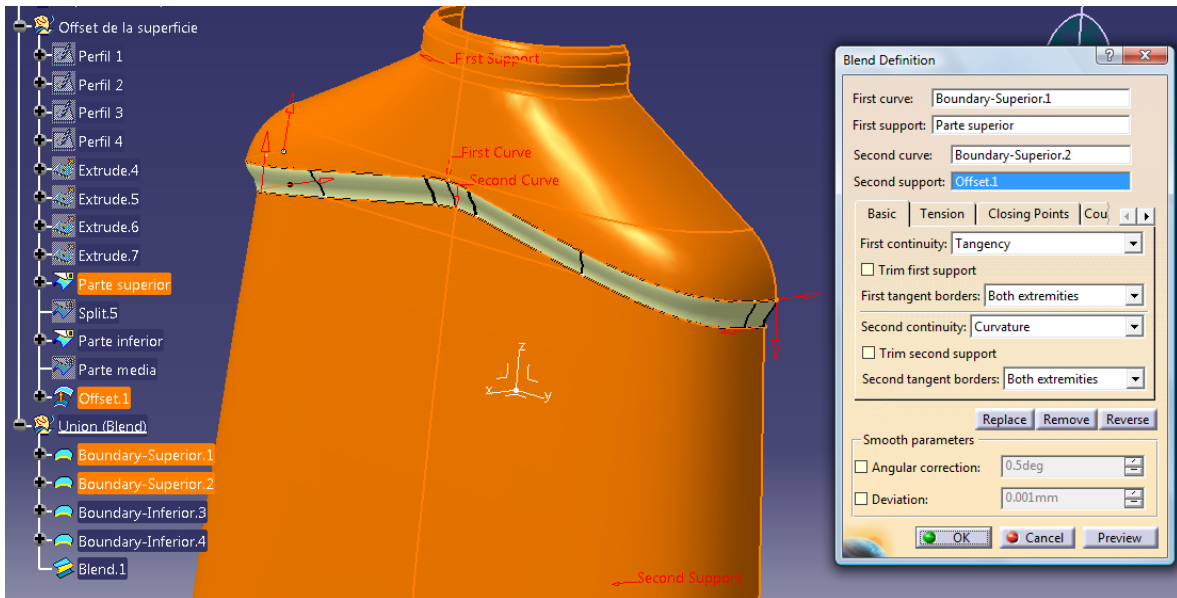 Offset de la superficie
Perfil 1
Perfil 2
Perfil 3
Perfil 4
Extrude.4
Extrude.5
Extrude.6
Extrude.7
Parte superior
Split.5
Parte inferior
Parte media
Offset.1
Union (Blend)
Boundary-Superior.1
Boundary-Superior.2
Boundary-Inferior.3
Boundary-Inferior.4
Blend.1
First Support
First Curve
Second Curve
z
x
y
Second Support
Blend Definition
? X
First curve: Boundary-Superior.1
First support: Parte superior
Second curve: Boundary-Superior.2
Second support: Offset.1
Basic Tension Closing Points Cou
First continuity: Tangency
Trim first support
First tangent borders: Both extremities
Second continuity: Curvature
Trim second support
Second tangent borders: Both extremities
Replace Remove Reverse
Smooth parameters
Angular correction: 0.5deg
Deviation: 0.001mm
OK Cancel Preview